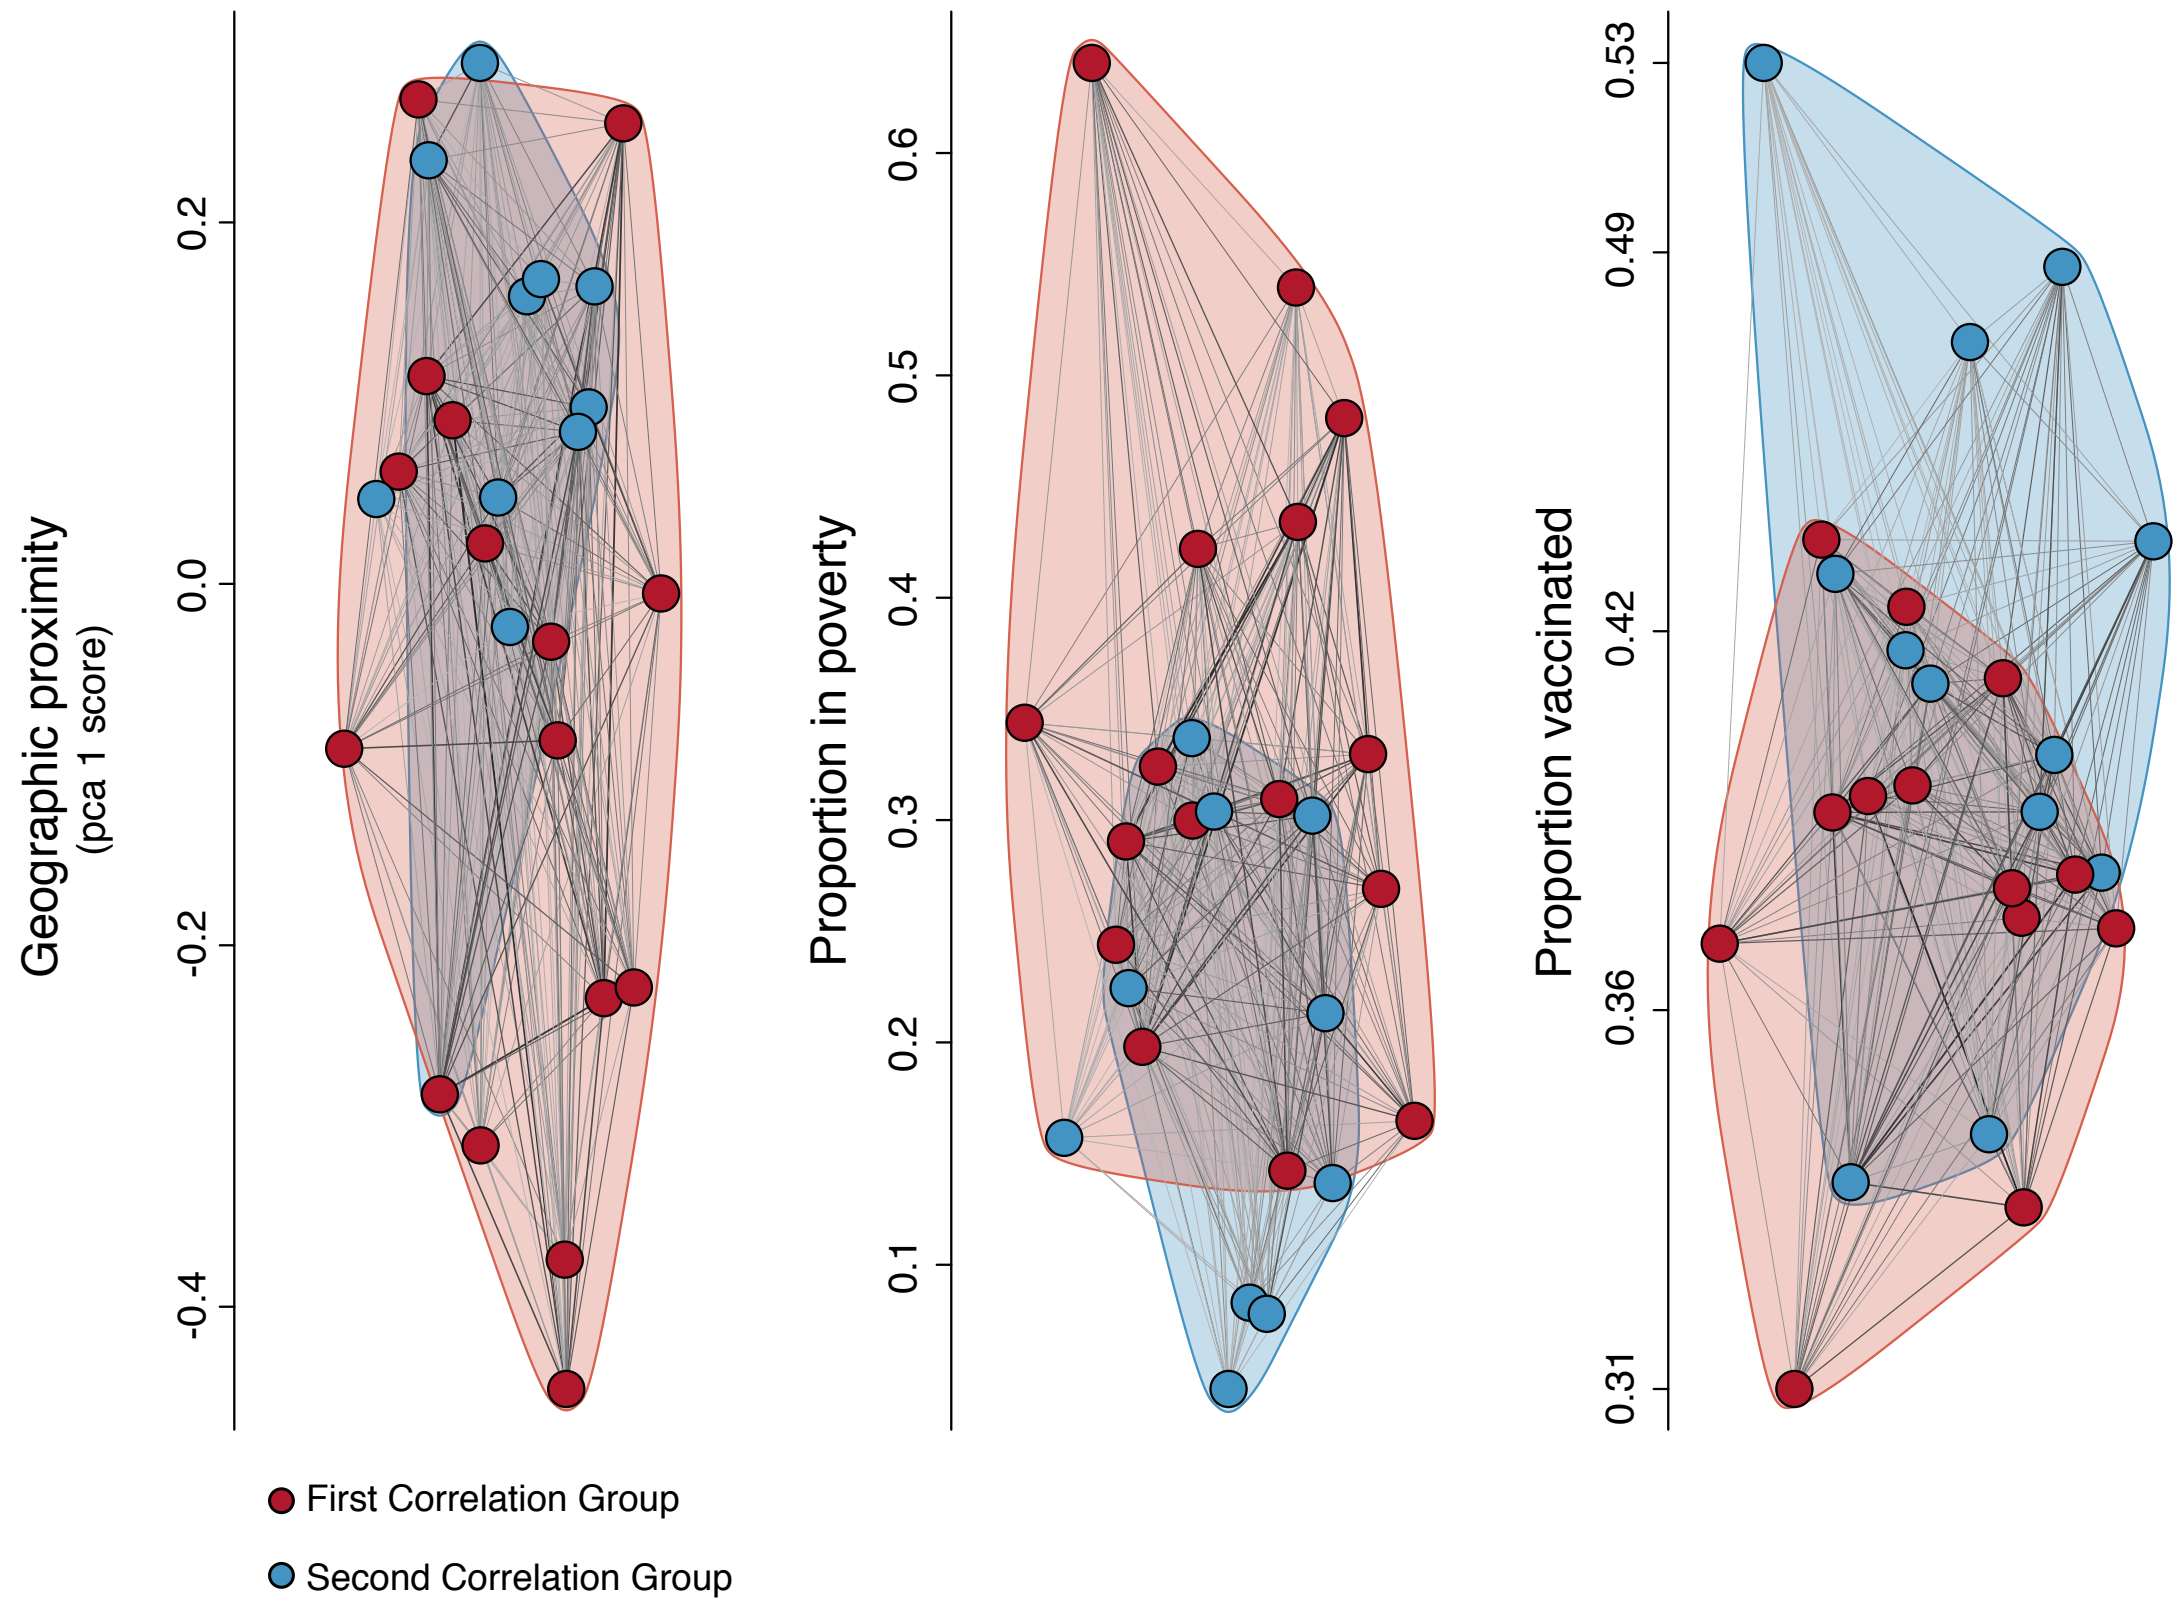 Geographic proximity
(pca 1 score)
0.2
0.0
-0.2
-0.4
Proportion in poverty
0.6
0.5
0.4
0.3
0.2
0.1
Proportion vaccinated
0.53
0.49
0.42
0.36
0.31
First Correlation Group
Second Correlation Group